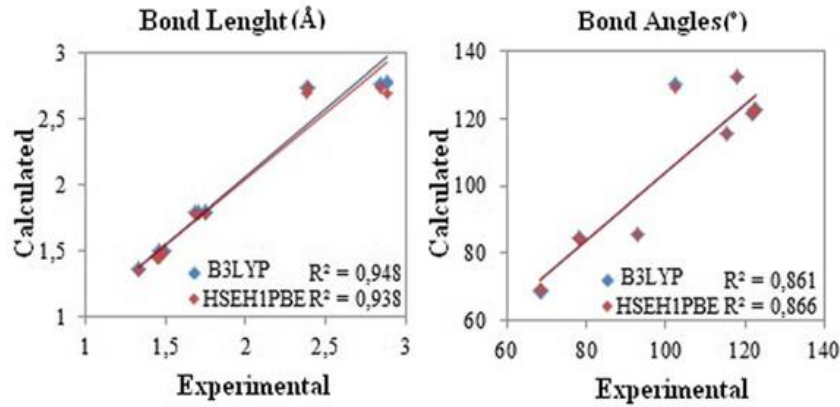 Bond Lenght (Å)
3
2,5
2
1,5
1
Calculated
B3LYP R² = 0,948
HSEH1PBE R² = 0,938
1 1,5 2 2,5 3
Experimental
Bond Angles(°)
140
120
100
80
60
Calculated
B3LYP R² = 0,861
HSEH1PBE R² = 0,866
60 80 100 120 140
Experimental